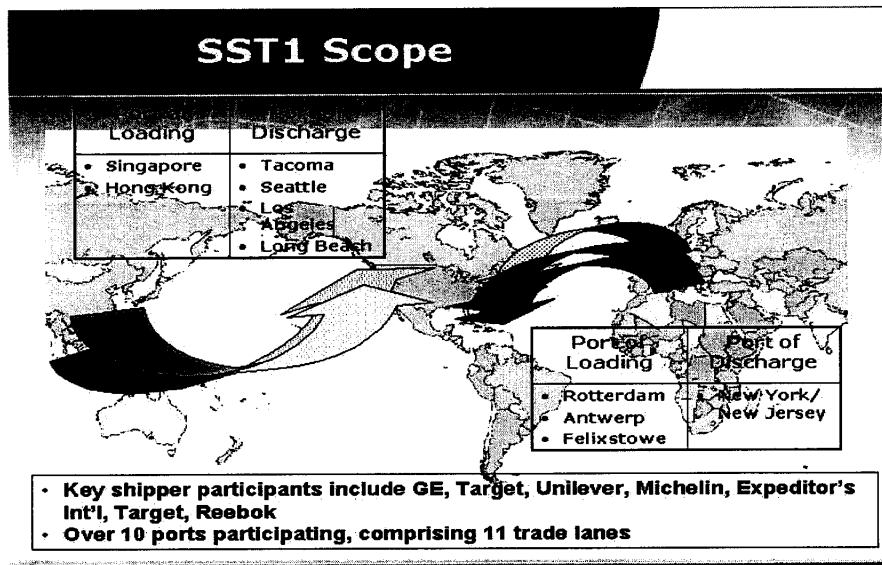 SST1 Scope
Loading Discharge
• Singapore • Tacoma
• Hong Kong • Seattle
• Los
Angeles
• Long Beach
Port of Port of
Loading Discharge
• Rotterdam • New York/
• Antwerp New Jersey
• Felixstowe
• Key shipper participants include GE, Target, Unilever, Michelin, Expeditor's
Int'l, Target, Reebok
• Over 10 ports participating, comprising 11 trade lanes